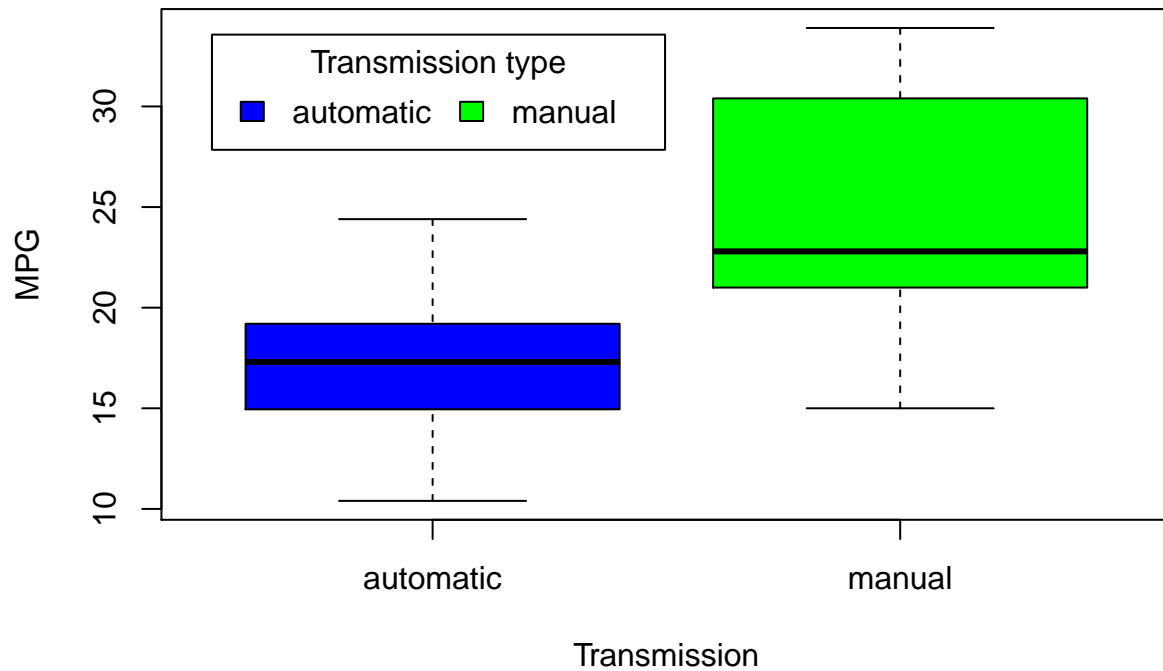 Transmission type
automatic manual
30
25
20
15
10
MPG
automatic manual
Transmission